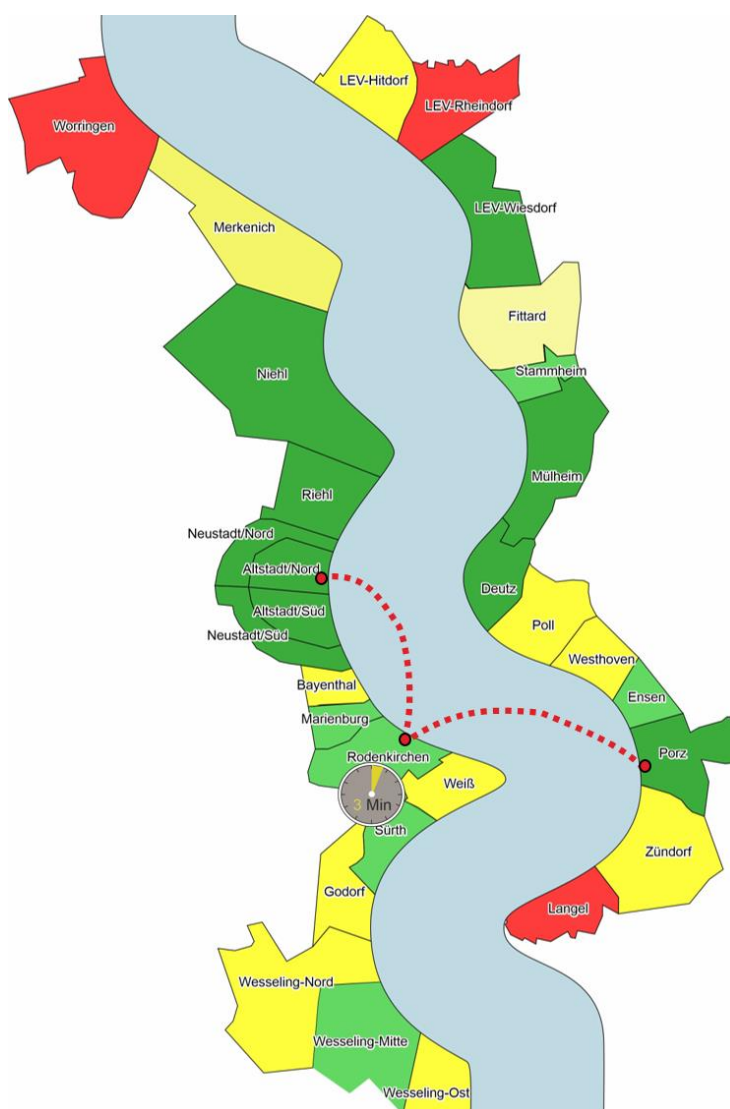 LEV-Hitdorf
LEV-Rheindorf
Worringen
LEV-Wiesdorf
Merkenich
Fittard
Stammheim
Niehl
Mülheim
Riehl
Neustadt/Nord
Altstadt/Nord
Deutz
Altstadt/Süd
Poll
Neustadt/Süd
Westhoven
Bayenthal
Ensen
Marienburg
Rodenkirchen
Porz
Weiß
3 Min
Sürth
Zündorf
Godorf
Langel
Wesseling-Nord
Wesseling-Mitte
Wesseling-Ost